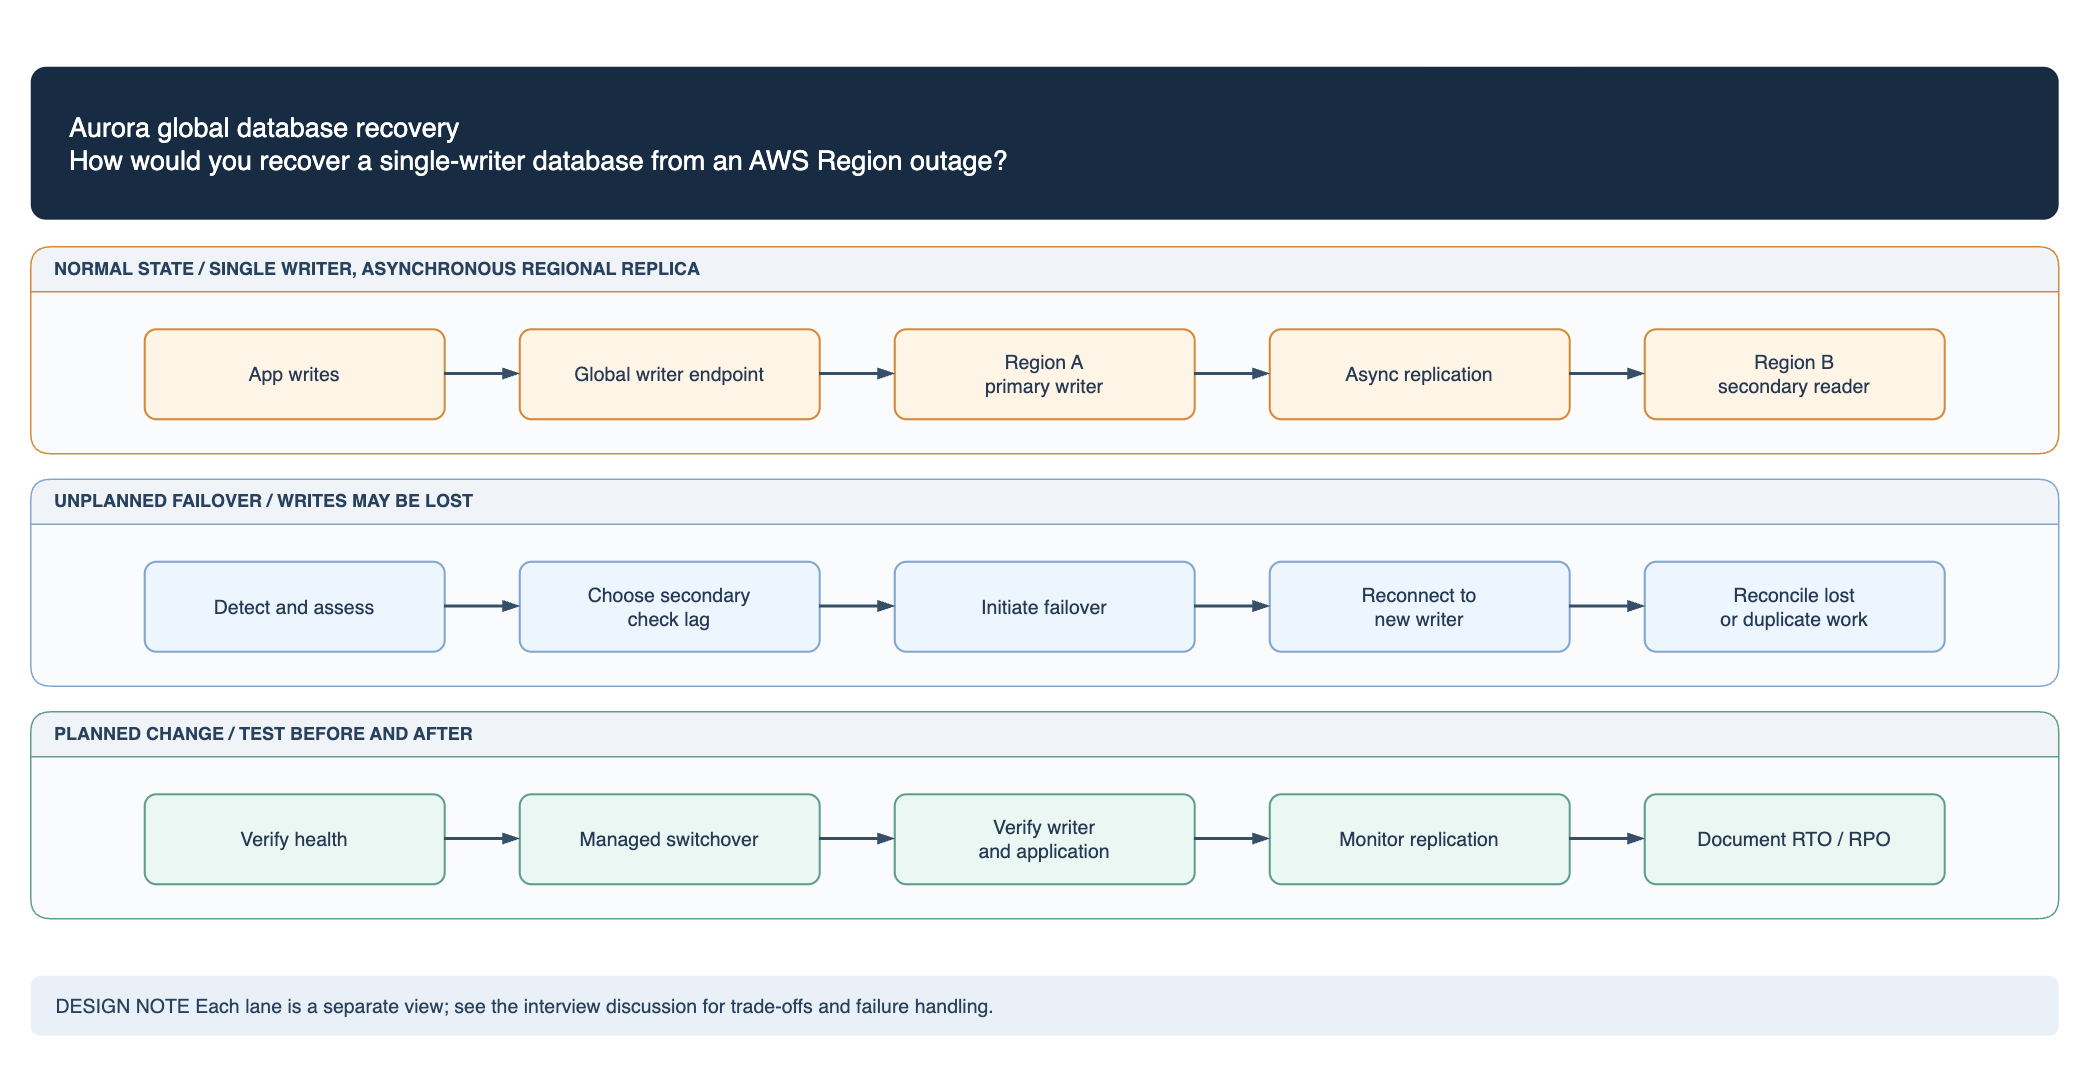 Aurora global database recovery
How would you recover a single-writer database from an AWS Region outage?
NORMAL STATE / SINGLE WRITER, ASYNCHRONOUS REGIONAL REPLICA
App writes
Global writer endpoint
Region A
primary writer
Async replication
Region B
secondary reader
UNPLANNED FAILOVER / WRITES MAY BE LOST
Detect and assess
Choose secondary
check lag
Initiate failover
Reconnect to
new writer
Reconcile lost
or duplicate work
PLANNED CHANGE / TEST BEFORE AND AFTER
Verify health
Managed switchover
Verify writer
and application
Monitor replication
Document RTO / RPO
DESIGN NOTE Each lane is a separate view; see the interview discussion for trade-offs and failure handling.